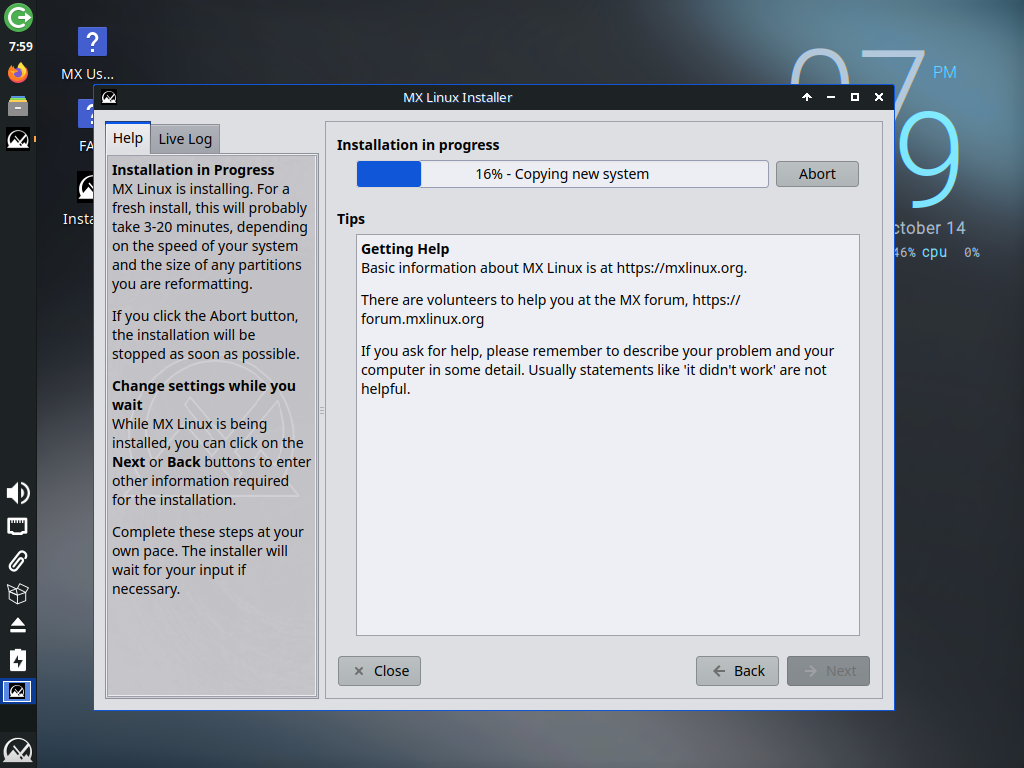 7:59
MX Us...
FA
Insta
07
PM
9
ctober 14
46% cpu 0%
MX Linux Installer
Help
Live Log
Installation in Progress
MX Linux is installing. For a
fresh install, this will probably
take 3-20 minutes, depending
on the speed of your system
and the size of any partitions
you are reformatting.
If you click the Abort button,
the installation will be
stopped as soon as possible.
Change settings while you
wait
While MX Linux is being
installed, you can click on the
Next or Back buttons to enter
other information required
for the installation.
Complete these steps at your
own pace. The installer will
wait for your input if
necessary.
Installation in progress
16% - Copying new system
Abort
Tips
Getting Help
Basic information about MX Linux is at https://mxlinux.org.
There are volunteers to help you at the MX forum, https://
forum.mxlinux.org
If you ask for help, please remember to describe your problem and your
computer in some detail. Usually statements like 'it didn't work' are not
helpful.
Close
Back
Next